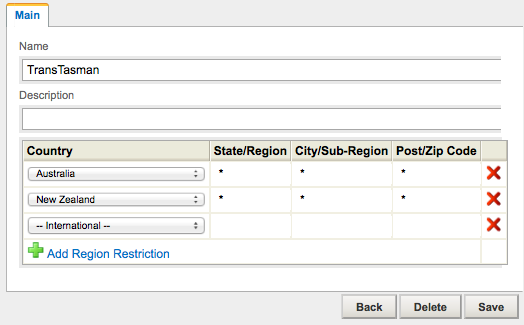 Main
Name
TransTasman
Description
Country State/Region City/Sub-Region Post/Zip Code
Australia * * *
New Zealand * * *
-- International --
Add Region Restriction
Back Delete Save